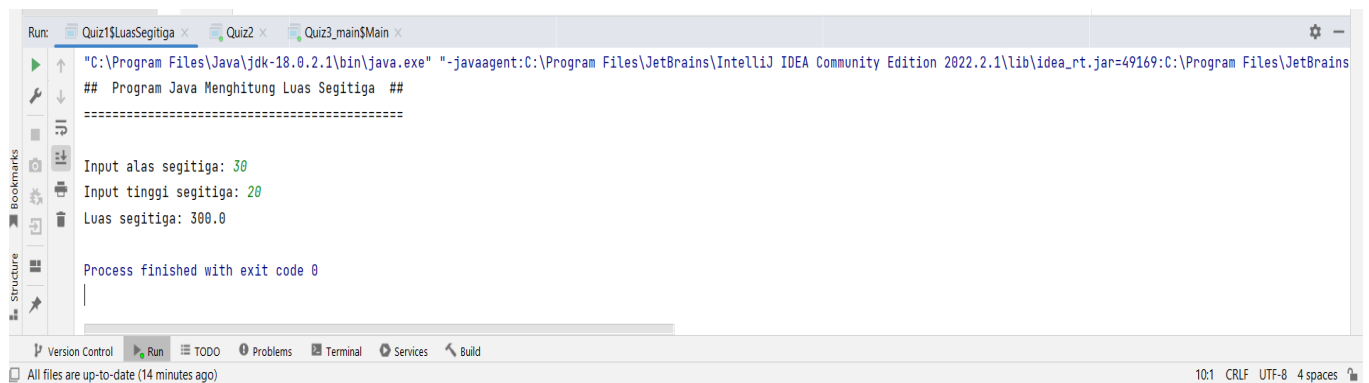 Run: Quiz1$LuasSegitiga Quiz2 Quiz3_main$Main
"C:\Program Files\Java\jdk-18.0.2.1\bin\java.exe" "-javaagent:C:\Program Files\JetBrains\IntelliJ IDEA Community Edition 2022.2.1\lib\idea_rt.jar=49169:C:\Program Files\JetBrains
## Program Java Menghitung Luas Segitiga ##
=============================================
Input alas segitiga: 30
Input tinggi segitiga: 20
Luas segitiga: 300.0
Process finished with exit code 0
Bookmarks
Structure
Version Control Run TODO Problems Terminal Services Build
All files are up-to-date (14 minutes ago) 10:1 CRLF UTF-8 4 spaces